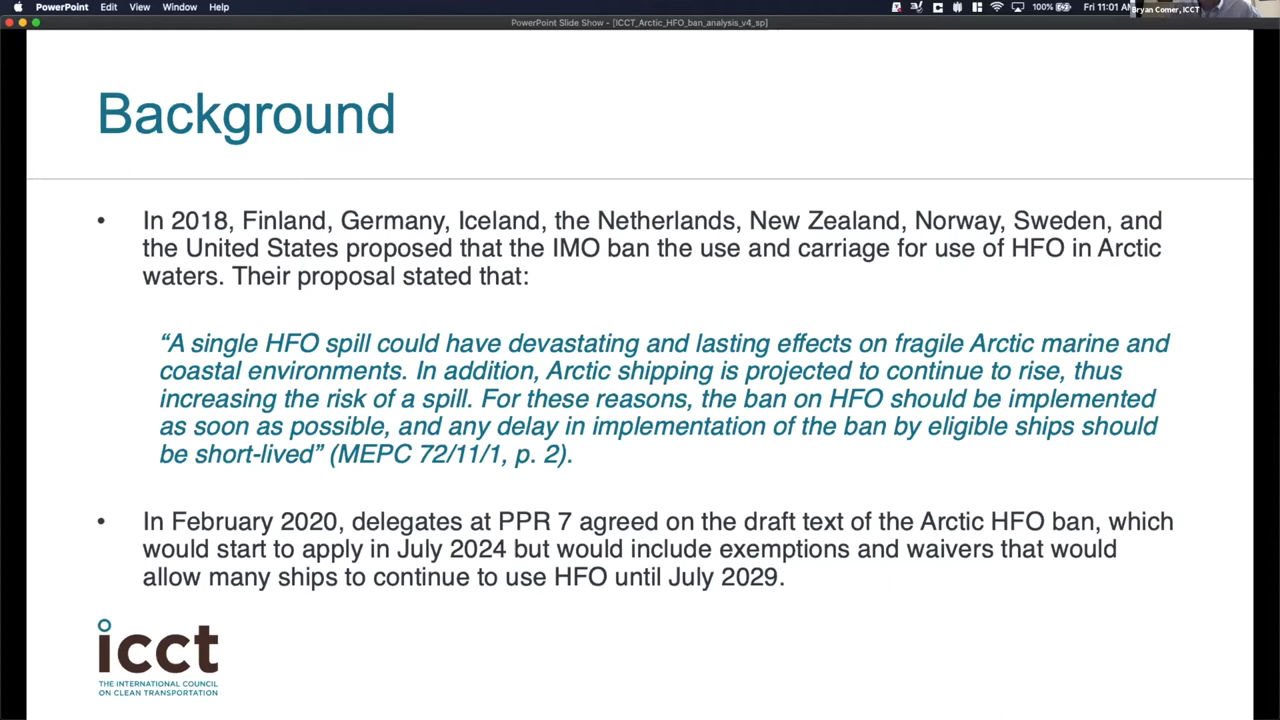 PowerPoint Edit View Window Help
100% Fri 11:01 AM
Bryan Comer, ICCT
PowerPoint Slide Show - [ICCT_Arctic_HFO_ban_analysis_v4_sp]
Background
• In 2018, Finland, Germany, Iceland, the Netherlands, New Zealand, Norway, Sweden, and
the United States proposed that the IMO ban the use and carriage for use of HFO in Arctic
waters. Their proposal stated that:
“A single HFO spill could have devastating and lasting effects on fragile Arctic marine and
coastal environments. In addition, Arctic shipping is projected to continue to rise, thus
increasing the risk of a spill. For these reasons, the ban on HFO should be implemented
as soon as possible, and any delay in implementation of the ban by eligible ships should
be short-lived” (MEPC 72/11/1, p. 2).
• In February 2020, delegates at PPR 7 agreed on the draft text of the Arctic HFO ban, which
would start to apply in July 2024 but would include exemptions and waivers that would
allow many ships to continue to use HFO until July 2029.
icct
THE INTERNATIONAL COUNCIL
ON CLEAN TRANSPORTATION